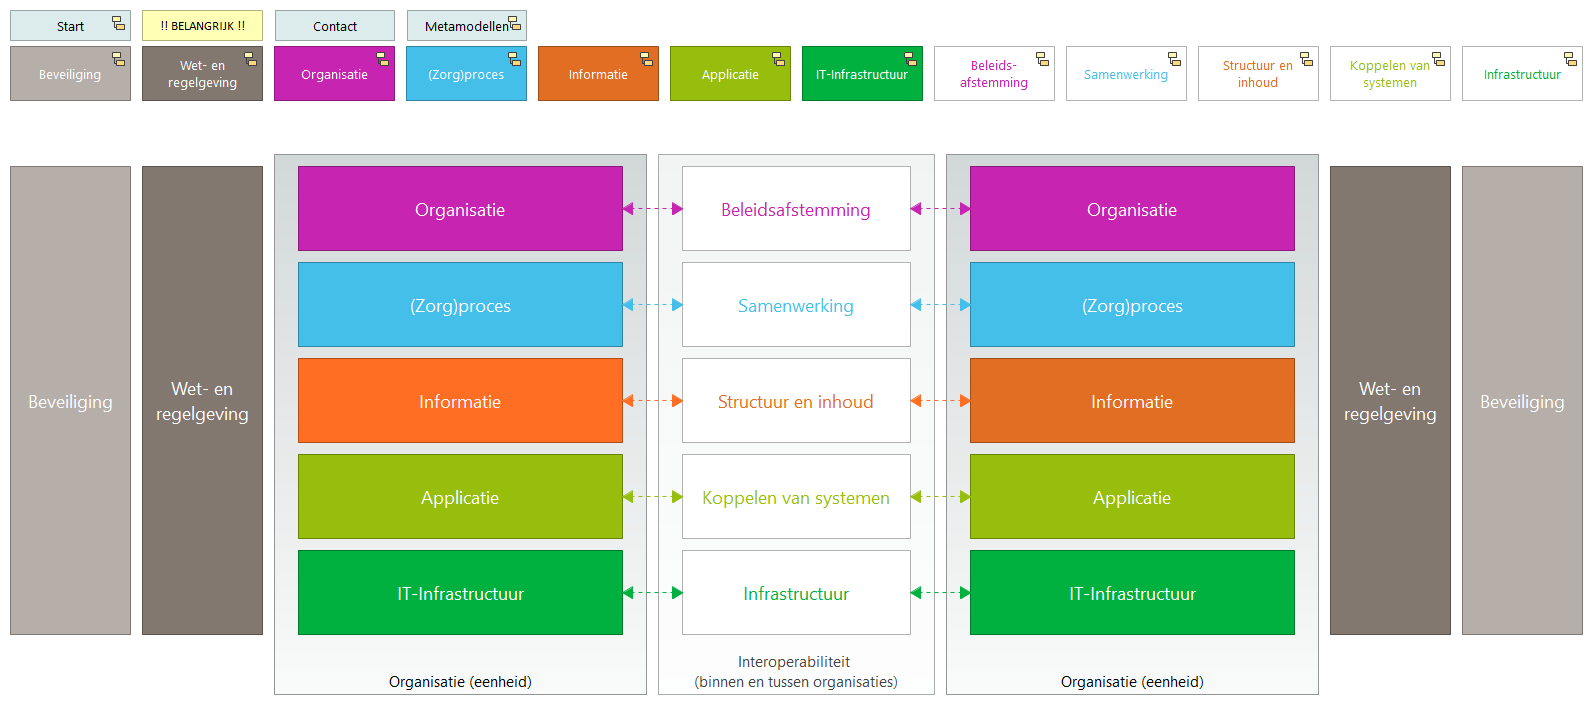 Start
!! BELANGRIJK !!
Contact
Metamodellen
Beveiliging
Wet- en
regelgeving
Organisatie
(Zorg)proces
Informatie
Applicatie
IT-Infrastructuur
Beleids-
afstemming
Samenwerking
Structuur en
inhoud
Koppelen van
systemen
Infrastructuur
Organisatie
Beleidsafstemming
Organisatie
(Zorg)proces
Samenwerking
(Zorg)proces
Beveiliging
Wet- en
regelgeving
Informatie
Structuur en inhoud
Informatie
Wet- en
regelgeving
Beveiliging
Applicatie
Koppelen van systemen
Applicatie
IT-Infrastructuur
Infrastructuur
IT-Infrastructuur
Organisatie (eenheid)
Interoperabiliteit
(binnen en tussen organisaties)
Organisatie (eenheid)